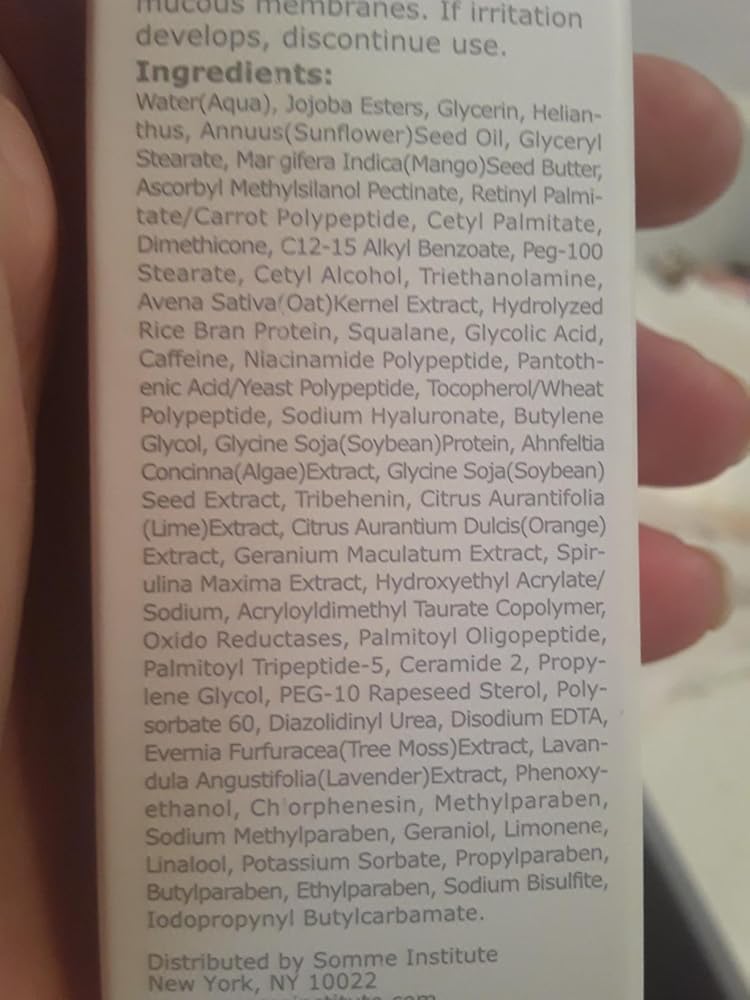 mucous membranes. If irritation
develops, discontinue use.
Ingredients:
Water(Aqua), Jojoba Esters, Glycerin, Helian-
thus, Annuus(Sunflower)Seed Oil, Glyceryl
Stearate, Mar gifera Indica(Mango)Seed Butter,
Ascorbyl Methylsilanol Pectinate, Retinyl Palmi-
tate/Carrot Polypeptide, Cetyl Palmitate,
Dimethicone, C12-15 Alkyl Benzoate, Peg-100
Stearate, Cetyl Alcohol, Triethanolamine,
Avena Sativa(Oat)Kernel Extract, Hydrolyzed
Rice Bran Protein, Squalane, Glycolic Acid,
Caffeine, Niacinamide Polypeptide, Pantoth-
enic Acid/Yeast Polypeptide, Tocopherol/Wheat
Polypeptide, Sodium Hyaluronate, Butylene
Glycol, Glycine Soja(Soybean)Protein, Ahnfeltia
Concinna(Algae)Extract, Glycine Soja(Soybean)
Seed Extract, Tribehenin, Citrus Aurantifolia
(Lime)Extract, Citrus Aurantium Dulcis(Orange)
Extract, Geranium Maculatum Extract, Spir-
ulina Maxima Extract, Hydroxyethyl Acrylate/
Sodium, Acryloyldimethyl Taurate Copolymer,
Oxido Reductases, Palmitoyl Oligopeptide,
Palmitoyl Tripeptide-5, Ceramide 2, Propy-
lene Glycol, PEG-10 Rapeseed Sterol, Poly-
sorbate 60, Diazolidinyl Urea, Disodium EDTA,
Evernia Furfuracea(Tree Moss)Extract, Lavan-
dula Angustifolia(Lavender)Extract, Phenoxy-
ethanol, Ch orphenesin, Methylparaben,
Sodium Methylparaben, Geraniol, Limonene,
Linalool, Potassium Sorbate, Propylparaben,
Butylparaben, Ethylparaben, Sodium Bisulfite,
Iodopropynyl Butylcarbamate.
Distributed by Somme Institute
New York, NY 10022